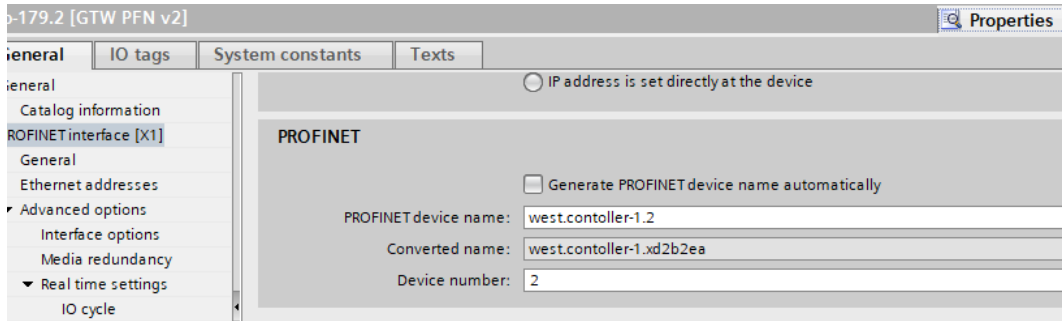 o-179.2 [GTW PFN v2]
Properties
General
IO tags
System constants
Texts
General
Catalog information
ROFINET interface [X1]
General
Ethernet addresses
Advanced options
Interface options
Media redundancy
Real time settings
IO cycle
IP address is set directly at the device
PROFINET
Generate PROFINET device name automatically
PROFINET device name: west.contoller-1.2
Converted name: west.contoller-1.xd2b2ea
Device number: 2